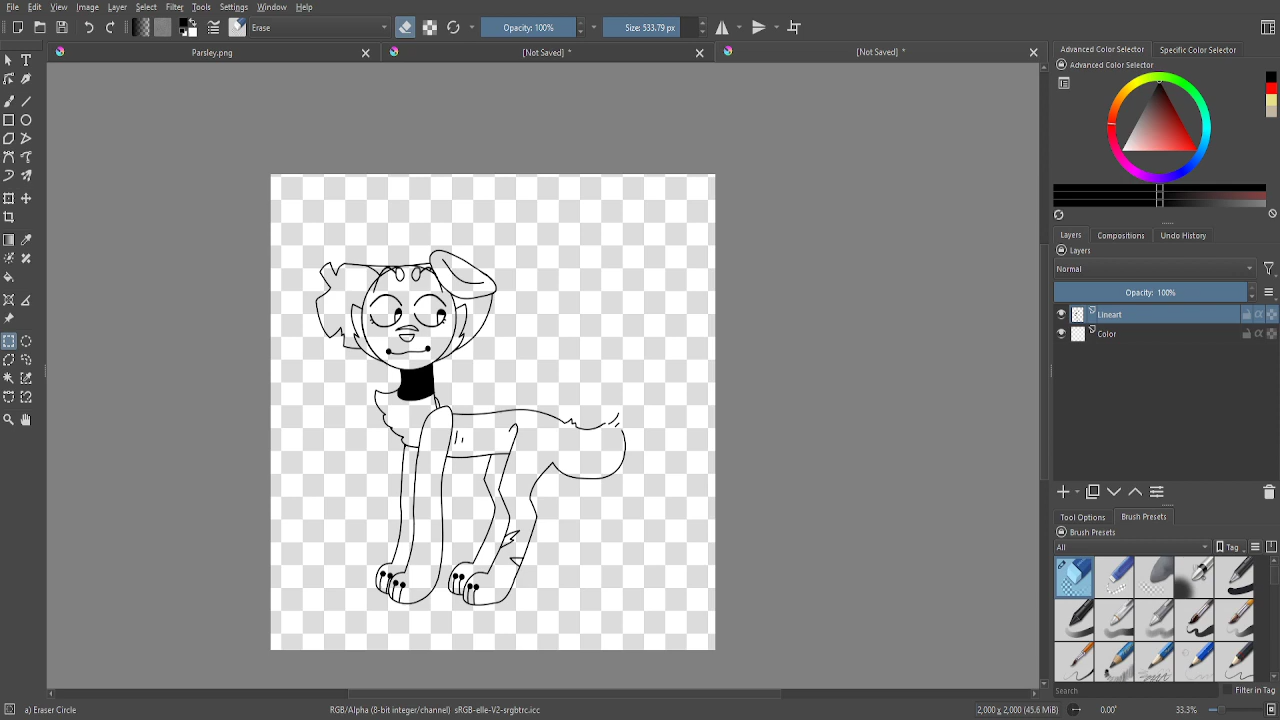 File Edit View Image Layer Select Filter Tools Settings Window Help
Erase Opacity: 100% Size: 533.79 px
Parsley.png [Not Saved] * [Not Saved] *
Advanced Color Selector Specific Color Selector
Advanced Color Selector
Layers Compositions Undo History
Layers
Normal
Opacity: 100%
Lineart
Color
Tool Options Brush Presets
Brush Presets
All Tag
Search Filter in Tag
a) Eraser Circle RGB/Alpha (8-bit integer/channel) sRGB-elle-V2-srgbtrc.icc 2,000 x 2,000 (45.6 MiB) 0.00° 33.3%